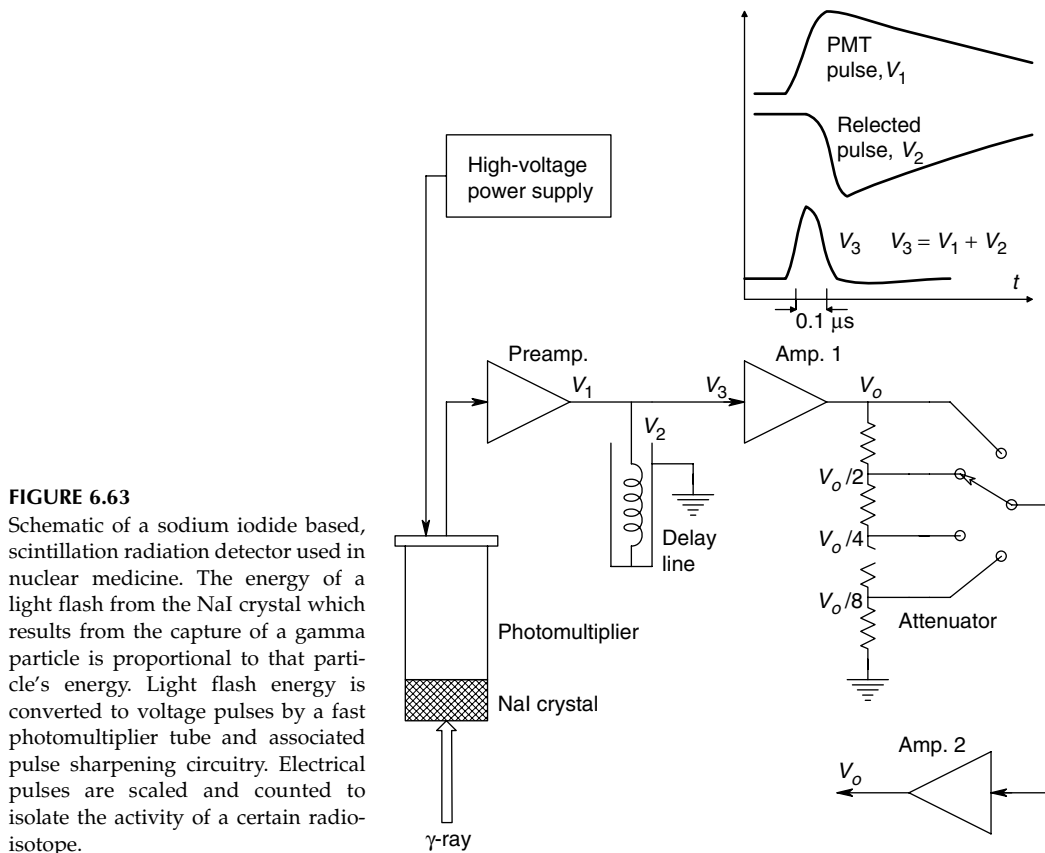 PMT
pulse, V1
Relected
pulse, V2
V3 V3 = V1 + V2
t
0.1 μs
High-voltage
power supply
Preamp.
V1
V3
Amp. 1
Vo
V2
Vo/2
Vo/4
Vo/8
Delay
line
Attenuator
Photomultiplier
NaI crystal
γ-ray
Amp. 2
Vo
FIGURE 6.63
Schematic of a sodium iodide based,
scintillation radiation detector used in
nuclear medicine. The energy of a
light flash from the NaI crystal which
results from the capture of a gamma
particle is proportional to that parti-
cle's energy. Light flash energy is
converted to voltage pulses by a fast
photomultiplier tube and associated
pulse sharpening circuitry. Electrical
pulses are scaled and counted to
isolate the activity of a certain radio-
isotope.